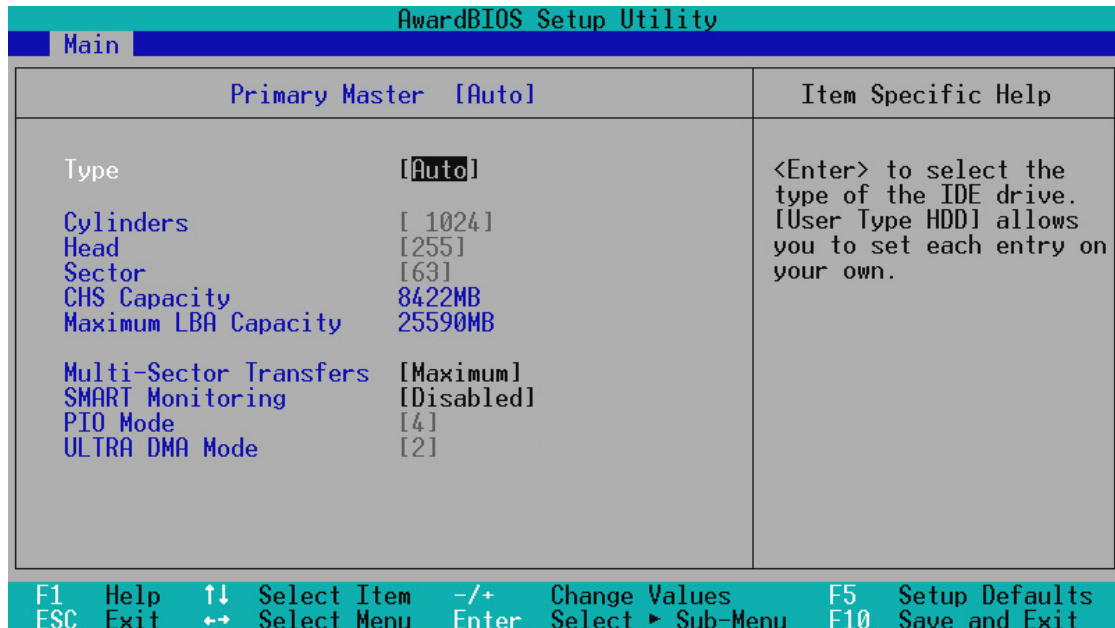 AwardBIOS Setup Utility
Main
Primary Master [Auto]
Item Specific Help
Type [Auto]
Cylinders [ 1024]
Head [255]
Sector [63]
CHS Capacity 8422MB
Maximum LBA Capacity 25590MB
Multi-Sector Transfers [Maximum]
SMART Monitoring [Disabled]
PIO Mode [4]
ULTRA DMA Mode [2]
<Enter> to select the
type of the IDE drive.
[User Type HDD] allows
you to set each entry on
your own.
F1 Help ↑↓ Select Item -/+ Change Values F5 Setup Defaults
ESC Exit ←→ Select Menu Enter Select ► Sub-Menu F10 Save and Exit